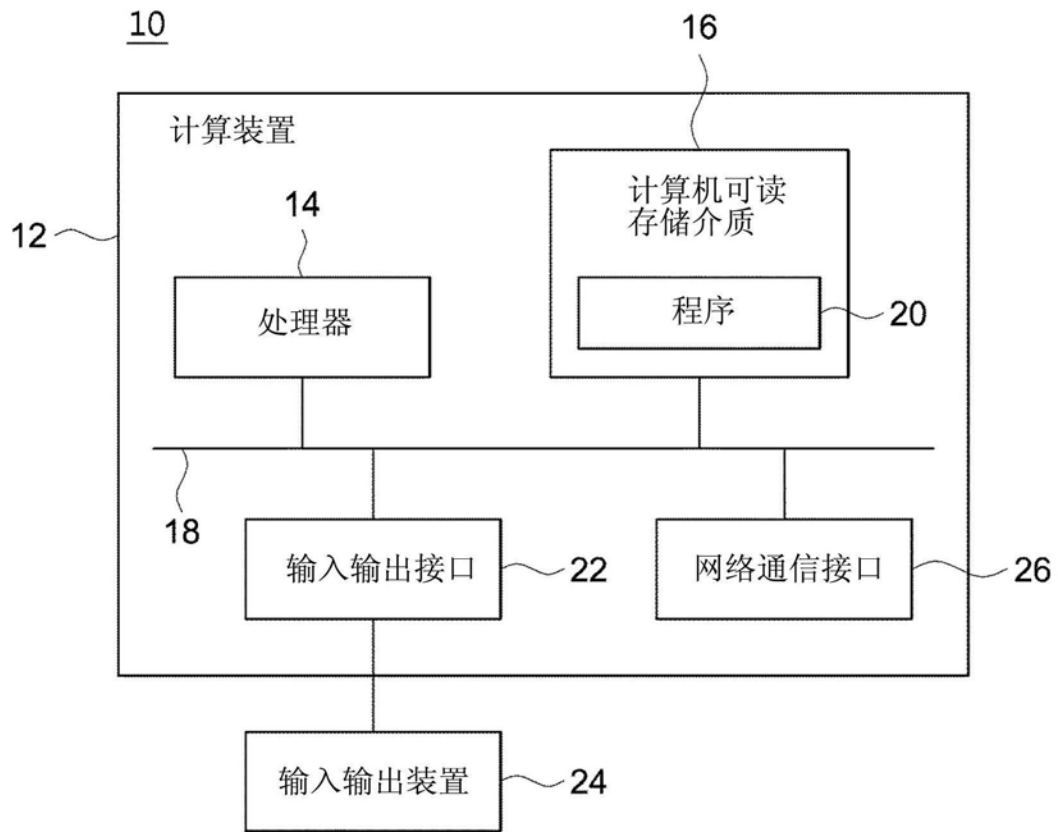 10
16
计算装置
计算机可读
存储介质
12
14
处理器
程序
20
18
输入输出接口
22
网络通信接口
26
输入输出装置
24